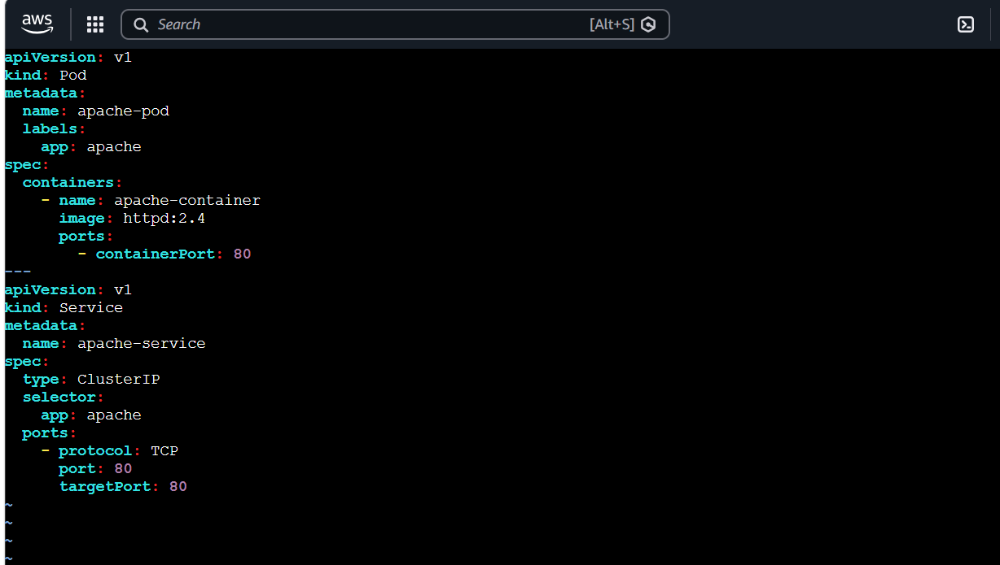 aws
Search [Alt+S]
apiVersion: v1
kind: Pod
metadata:
  name: apache-pod
  labels:
    app: apache
spec:
  containers:
    - name: apache-container
      image: httpd:2.4
      ports:
        - containerPort: 80
---
apiVersion: v1
kind: Service
metadata:
  name: apache-service
spec:
  type: ClusterIP
  selector:
    app: apache
  ports:
    - protocol: TCP
      port: 80
      targetPort: 80
~
~
~
~